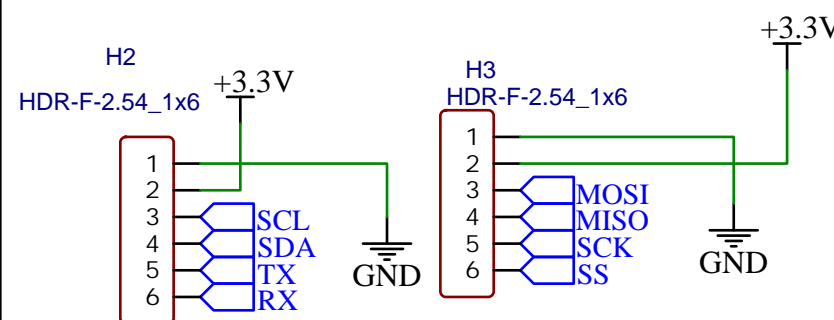 H2
HDR-F-2.54_1x6
+3.3V
1
2
3
4
5
6
SCL
SDA
TX
RX
GND
H3
HDR-F-2.54_1x6
+3.3V
1
2
3
4
5
6
MOSI
MISO
SCK
SS
GND